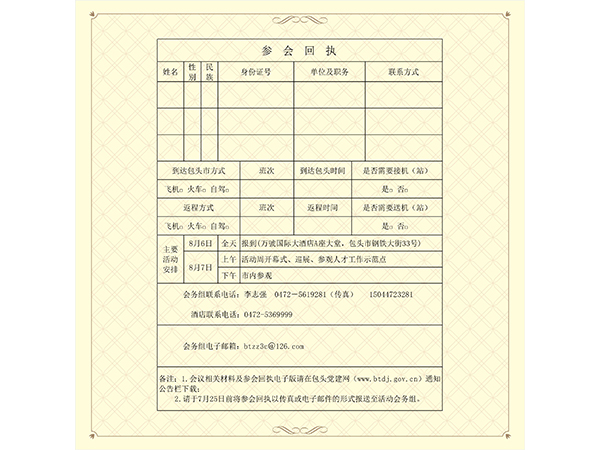 参 会 回 执
姓名 性别 民族 身份证号 单位及职务 联系方式
到达包头市方式 班次 到达包头时间 是否需要接机（站）
飞机□ 火车□ 自驾□ 是□ 否□
返程方式 班次 返程时间 是否需要送机（站）
飞机□ 火车□ 自驾□ 是□ 否□
主要活动安排
8月6日 全天 报到(万号国际大酒店A座大堂，包头市钢铁大街33号)
8月7日 上午 活动周开幕式、巡展、参观人才工作示范点
下午 市内参观
会务组联系电话：李志强 0472－5619281（传真） 15044723281
酒店联系电话：0472-5369999
会务组电子邮箱：btzz3c@126.com
备注：1.会议相关材料及参会回执电子版请在包头党建网（www.btdj.gov.cn）通知
公告栏下载；
2.请于7月25日前将参会回执以传真或电子邮件的形式报送至活动会务组。